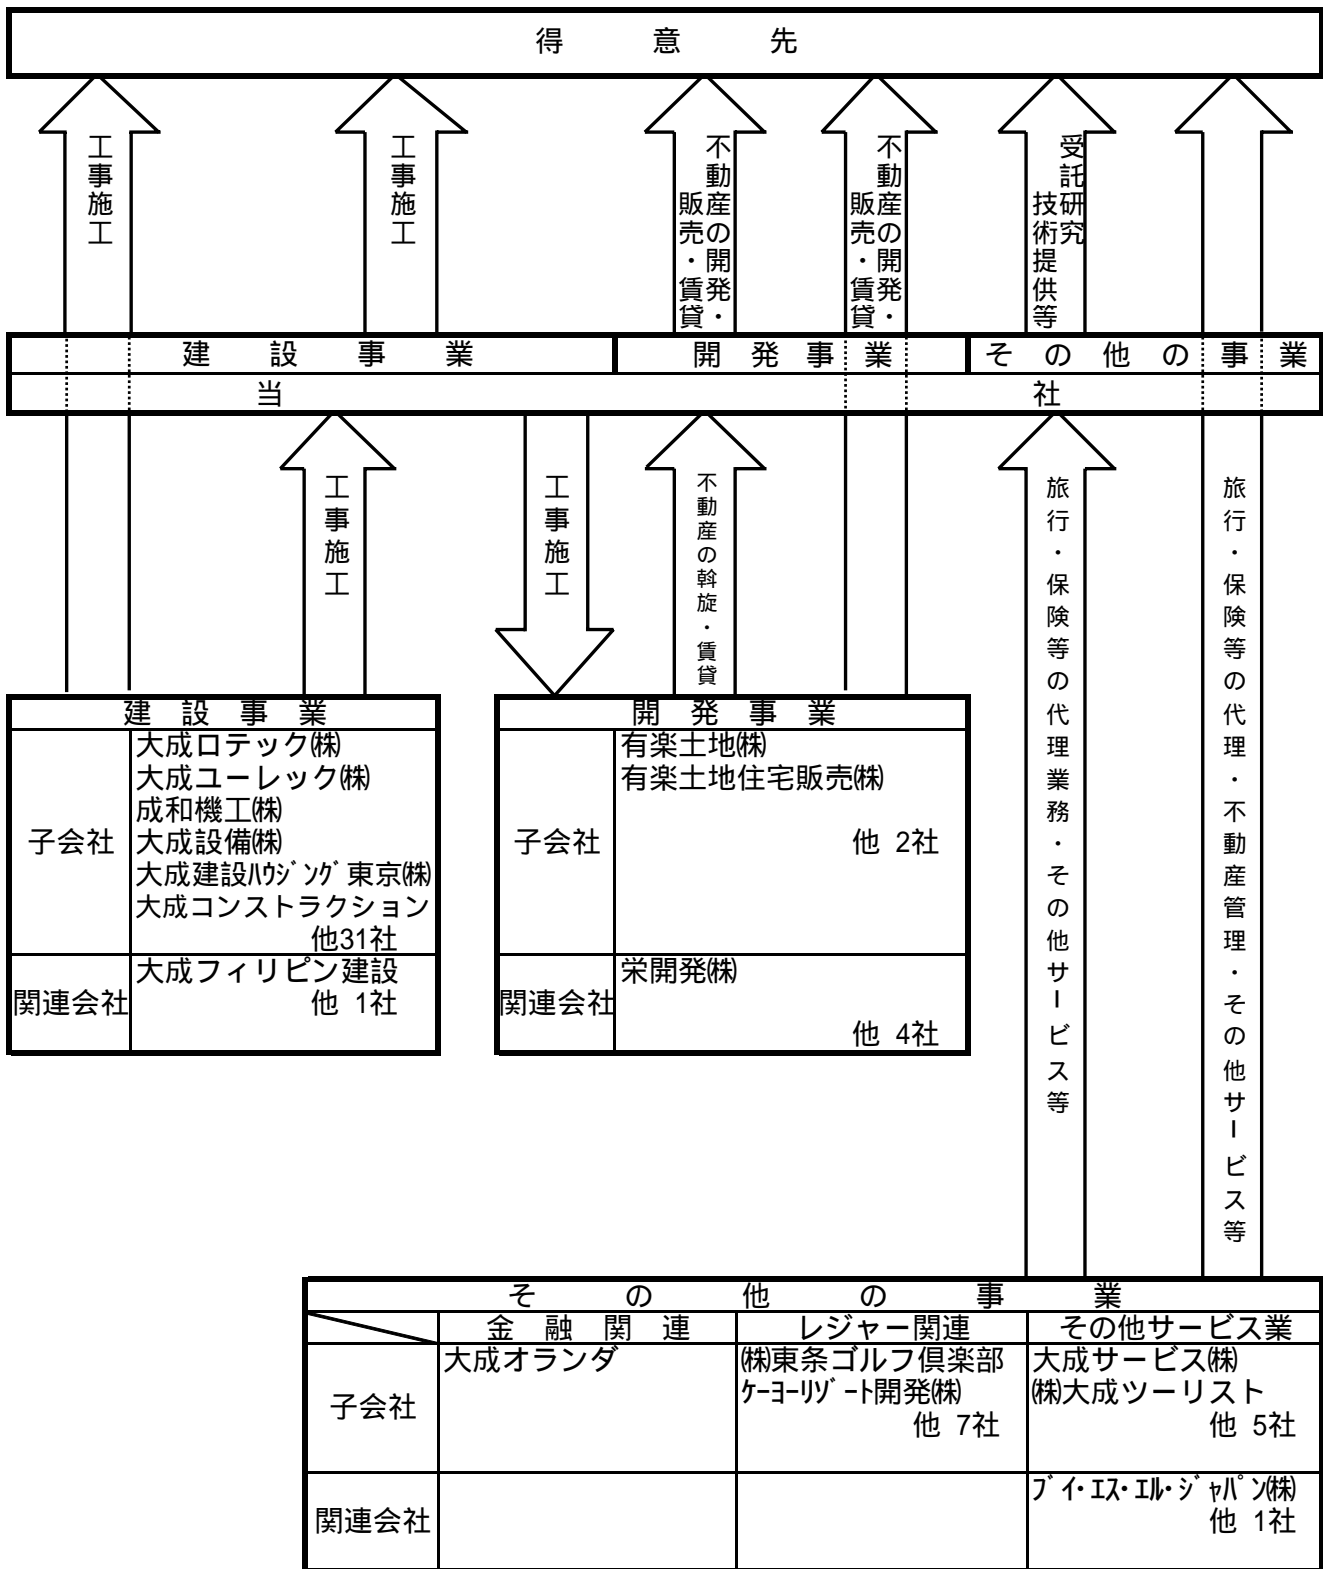 得意先
工事施工
工事施工
不動産の開発・
販売・賃貸
不動産の開発・
販売・賃貸
受託研究
技術提供等
建設事業
開発事業
その他の事業
当社
工事施工
工事施工
不動産の斡旋・賃貸
旅行・保険等の代理業務・その他サービス等
旅行・保険等の代理・不動産管理・その他サービス等
建設事業
子会社
大成ロテック㈱
大成ユーレック㈱
成和機工㈱
大成設備㈱
大成建設ﾊｳｼﾞﾝｸﾞ東京㈱
大成コンストラクション
他31社
関連会社
大成フィリピン建設
他 1社
開発事業
子会社
有楽土地㈱
有楽土地住宅販売㈱
他 2社
関連会社
栄開発㈱
他 4社
その他の事業
金融関連
レジャー関連
その他サービス業
子会社
大成オランダ
㈱東条ゴルフ倶楽部
ｹｰﾖｰﾘｿﾞｰﾄ開発㈱
他 7社
大成サービス㈱
㈱大成ツーリスト
他 5社
関連会社
ﾌﾞｲ･ｴｽ･ｴﾙ･ｼﾞｬﾊﾟﾝ㈱
他 1社